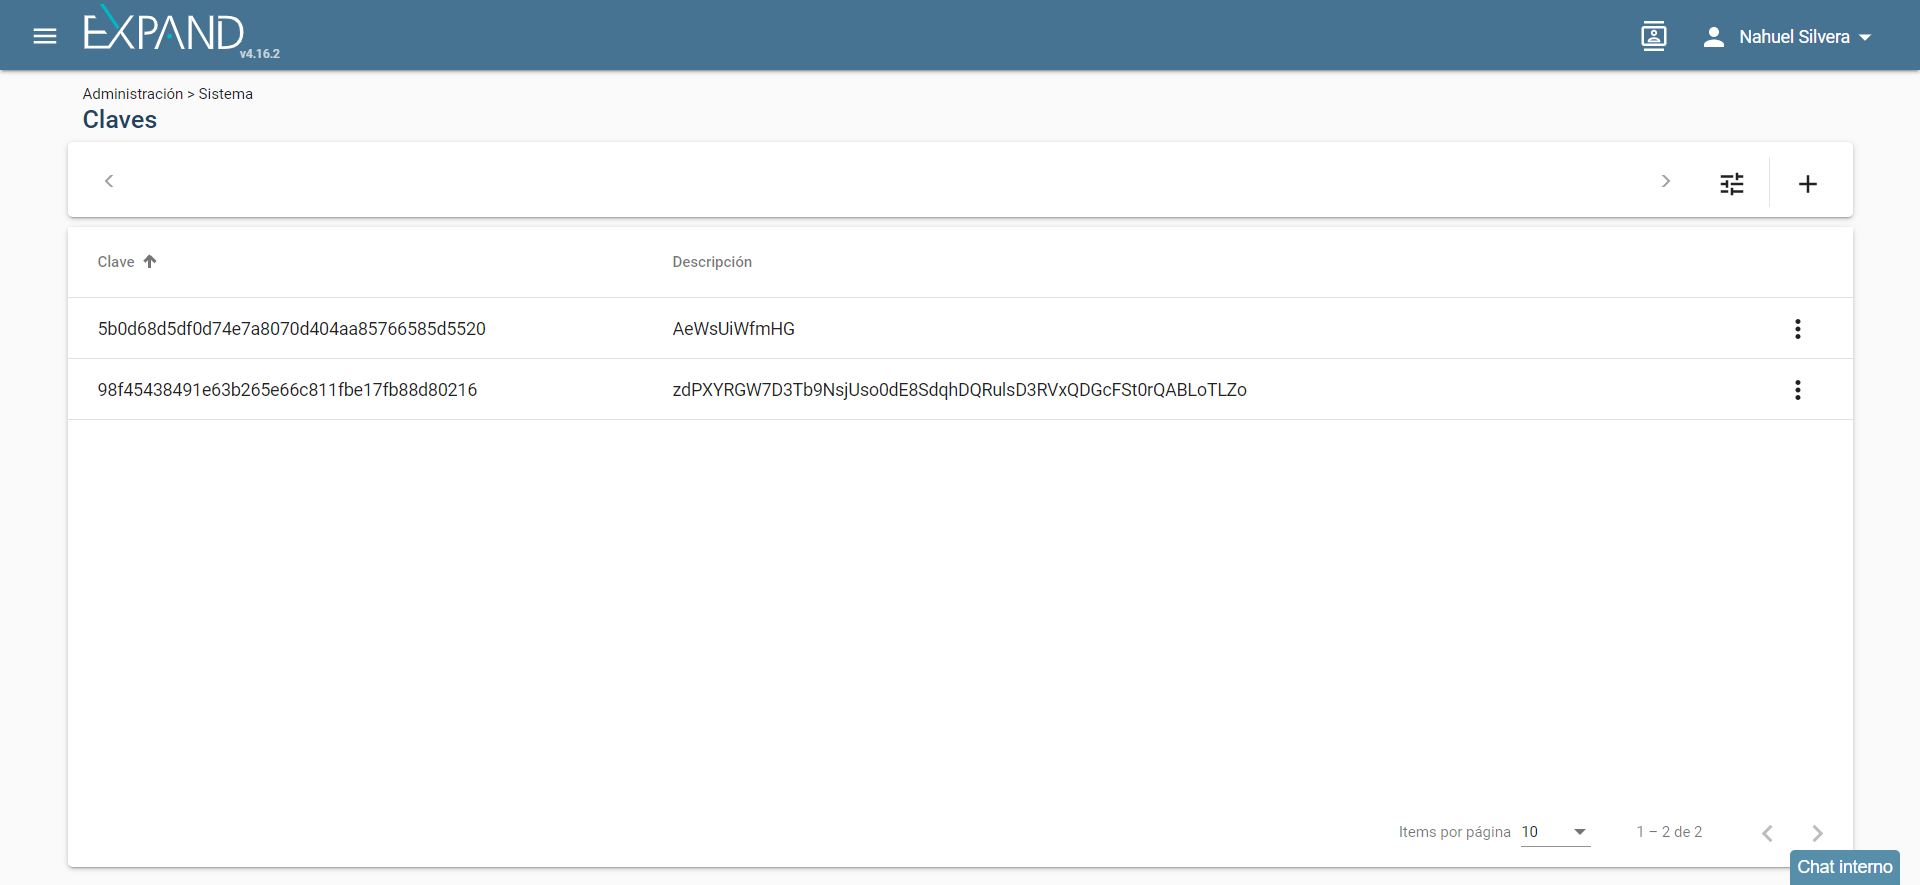 EXPAND
v4.16.2
Nahuel Silvera
Administración > Sistema
Claves
Clave Descripción
5b0d68d5df0d74e7a8070d404aa85766585d5520 AeWsUiWfmHG
98f45438491e63b265e66c811fbe17fb88d80216 zdPXYRGW7D3Tb9NsjUso0dE8SdqhDQRulsD3RVxQDGcFSt0rQABLoTLZo
Items por página 10 1 – 2 de 2
Chat interno